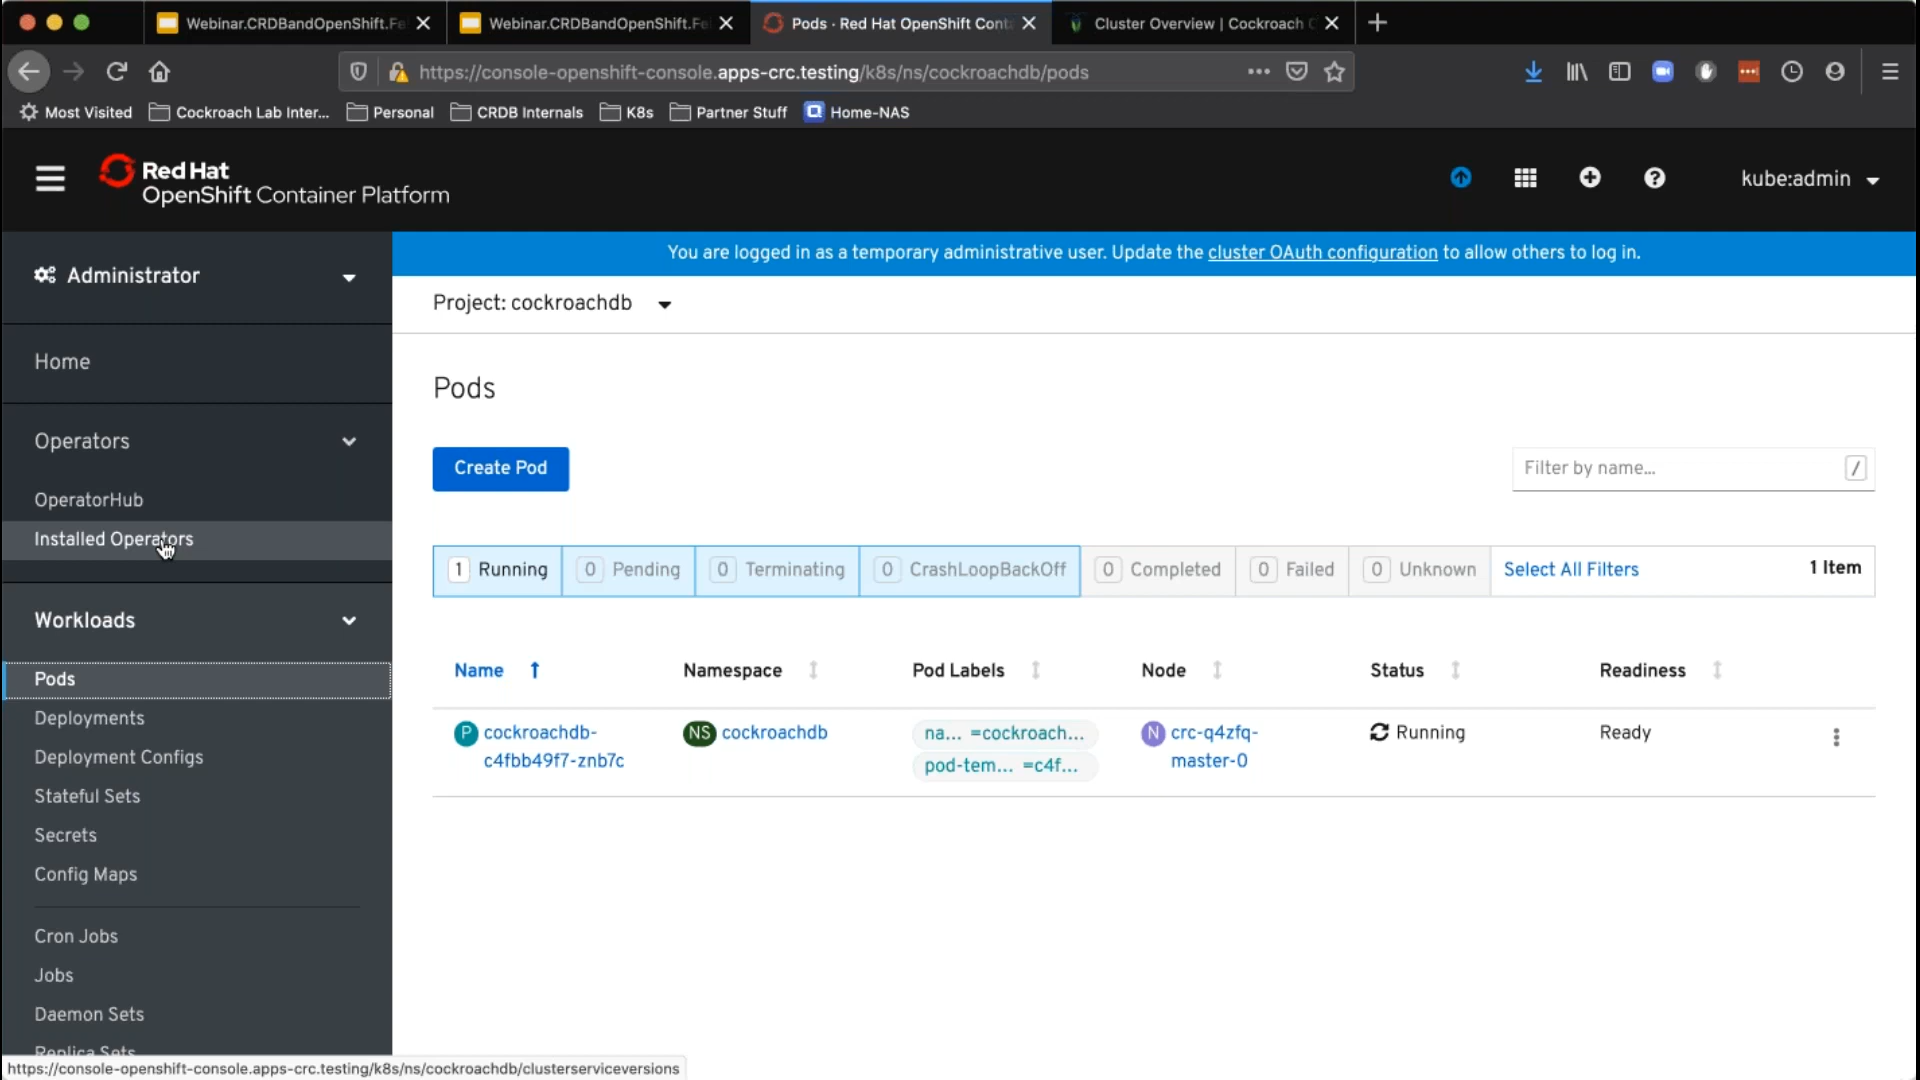 Webinar.CRDBandOpenShift.Fe
Webinar.CRDBandOpenShift.Fe
Pods · Red Hat OpenShift Cont
Cluster Overview | Cockroach C
https://console-openshift-console.apps-crc.testing/k8s/ns/cockroachdb/pods
Most Visited
Cockroach Lab Inter...
Personal
CRDB Internals
K8s
Partner Stuff
Home-NAS
Red Hat
OpenShift Container Platform
kube:admin
You are logged in as a temporary administrative user. Update the cluster OAuth configuration to allow others to log in.
Administrator
Home
Operators
OperatorHub
Installed Operators
Workloads
Pods
Deployments
Deployment Configs
Stateful Sets
Secrets
Config Maps
Cron Jobs
Jobs
Daemon Sets
Replica Sets
Project: cockroachdb
Pods
Create Pod
Filter by name...
/
1 Running
0 Pending
0 Terminating
0 CrashLoopBackOff
0 Completed
0 Failed
0 Unknown
Select All Filters
1 Item
Name
Namespace
Pod Labels
Node
Status
Readiness
P cockroachdb-
c4fbb49f7-znb7c
NS cockroachdb
na... =cockroach...
pod-tem... =c4f...
N crc-q4zfq-
master-0
Running
Ready
https://console-openshift-console.apps-crc.testing/k8s/ns/cockroachdb/clusterserviceversions